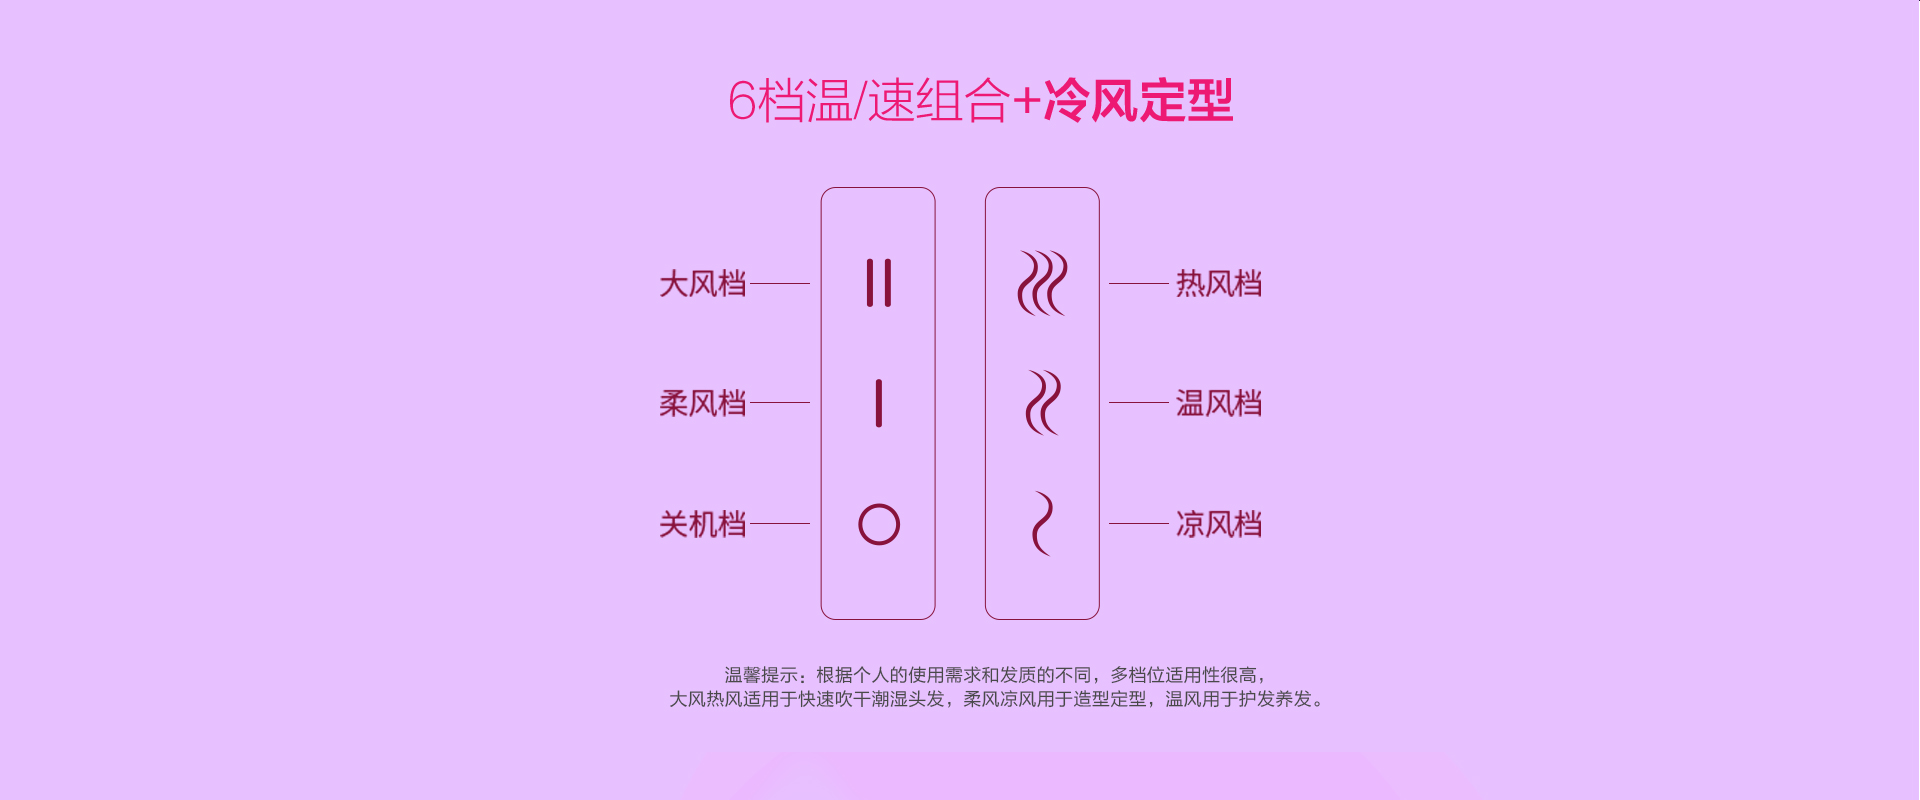 6档温/速组合+冷风定型
大风档
热风档
柔风档
温风档
关机档
凉风档
温馨提示：根据个人的使用需求和发质的不同，多档位适用性很高，
大风热风适用于快速吹干潮湿头发，柔风凉风用于造型定型，温风用于护发养发。